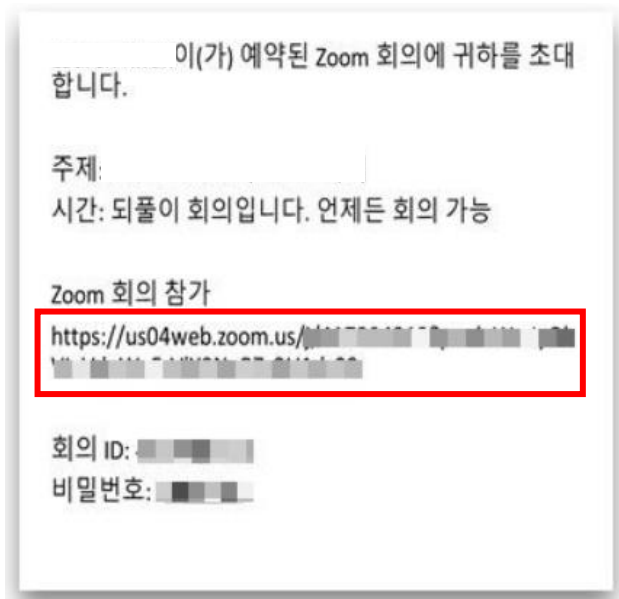 이(가) 예약된 Zoom 회의에 귀하를 초대
합니다.
주제:
시간: 되풀이 회의입니다. 언제든 회의 가능
Zoom 회의 참가
https://us04web.zoom.us/
회의 ID:
비밀번호: